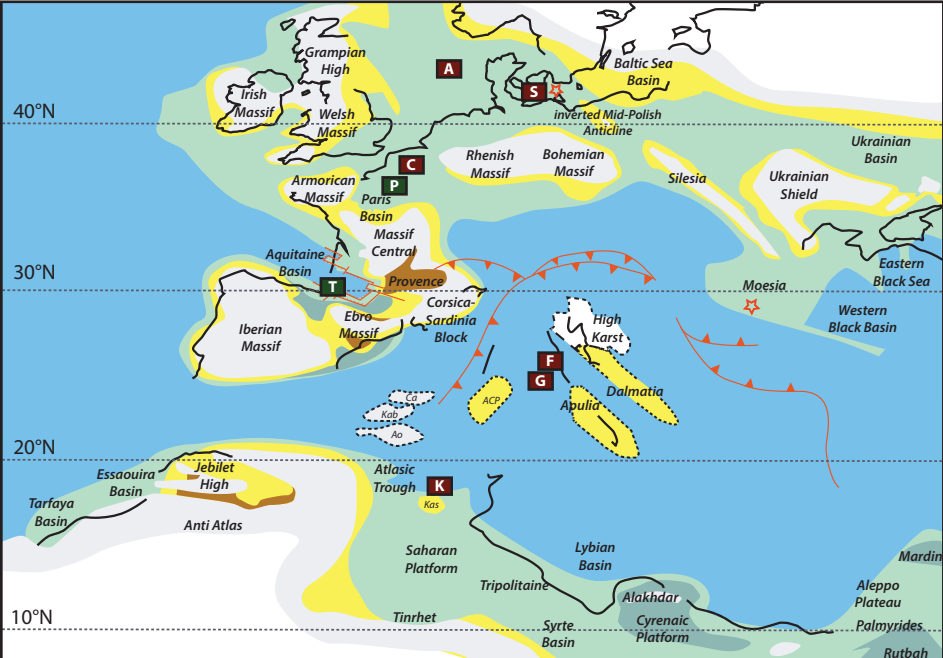 Grampian
High
A
Baltic Sea
Basin
Irish
Massif
S
40°N
Welsh
Massif
inverted Mid-Polish
Anticline
Ukrainian
Basin
C
Rhenish
Massif
Bohemian
Massif
Silesia
Ukrainian
Shield
P
Armorican
Massif
Paris
Basin
Massif
Central
Aquitaine
Basin
30°N
T
Provence
Eastern
Black Sea
Moesia
Iberian
Massif
Ebro
Massif
Corsica-
Sardinia
Block
High
Karst
Western
Black Basin
F
G
Ca
Kab
Ao
ACP
Apulia
Dalmatia
20°N
Essaouira
Basin
Jebilet
High
Atlasic
Trough
K
Kas
Tarfaya
Basin
Anti Atlas
Saharan
Platform
Lybian
Basin
Mardin
Tripolitaine
Alakhdar
Aleppo
Plateau
10°N
Tinrhet
Syrte
Basin
Cyrenaic
Platform
Palmyrides
Rutbah